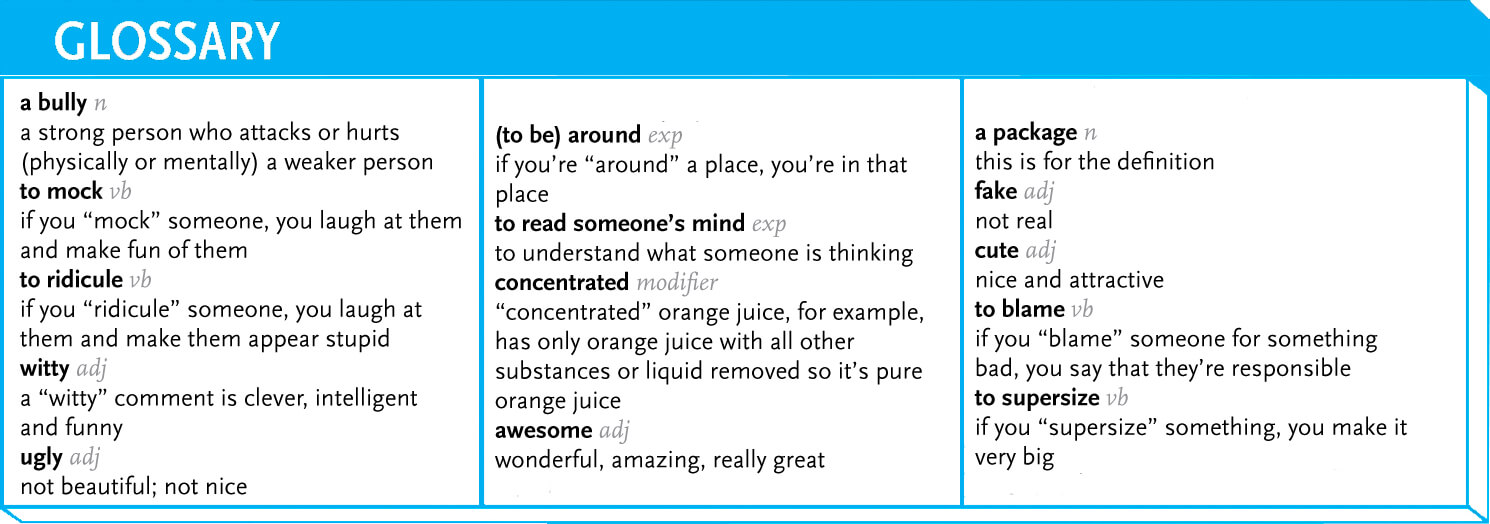 GLOSSARY
a bully n
a strong person who attacks or hurts
(physically or mentally) a weaker person
to mock vb
if you “mock” someone, you laugh at them
and make fun of them
to ridicule vb
if you “ridicule” someone, you laugh at
them and make them appear stupid
witty adj
a “witty” comment is clever, intelligent
and funny
ugly adj
not beautiful; not nice
(to be) around exp
if you’re “around” a place, you’re in that
place
to read someone’s mind exp
to understand what someone is thinking
concentrated modifier
“concentrated” orange juice, for example,
has only orange juice with all other
substances or liquid removed so it’s pure
orange juice
awesome adj
wonderful, amazing, really great
a package n
this is for the definition
fake adj
not real
cute adj
nice and attractive
to blame vb
if you “blame” someone for something
bad, you say that they’re responsible
to supersize vb
if you “supersize” something, you make it
very big